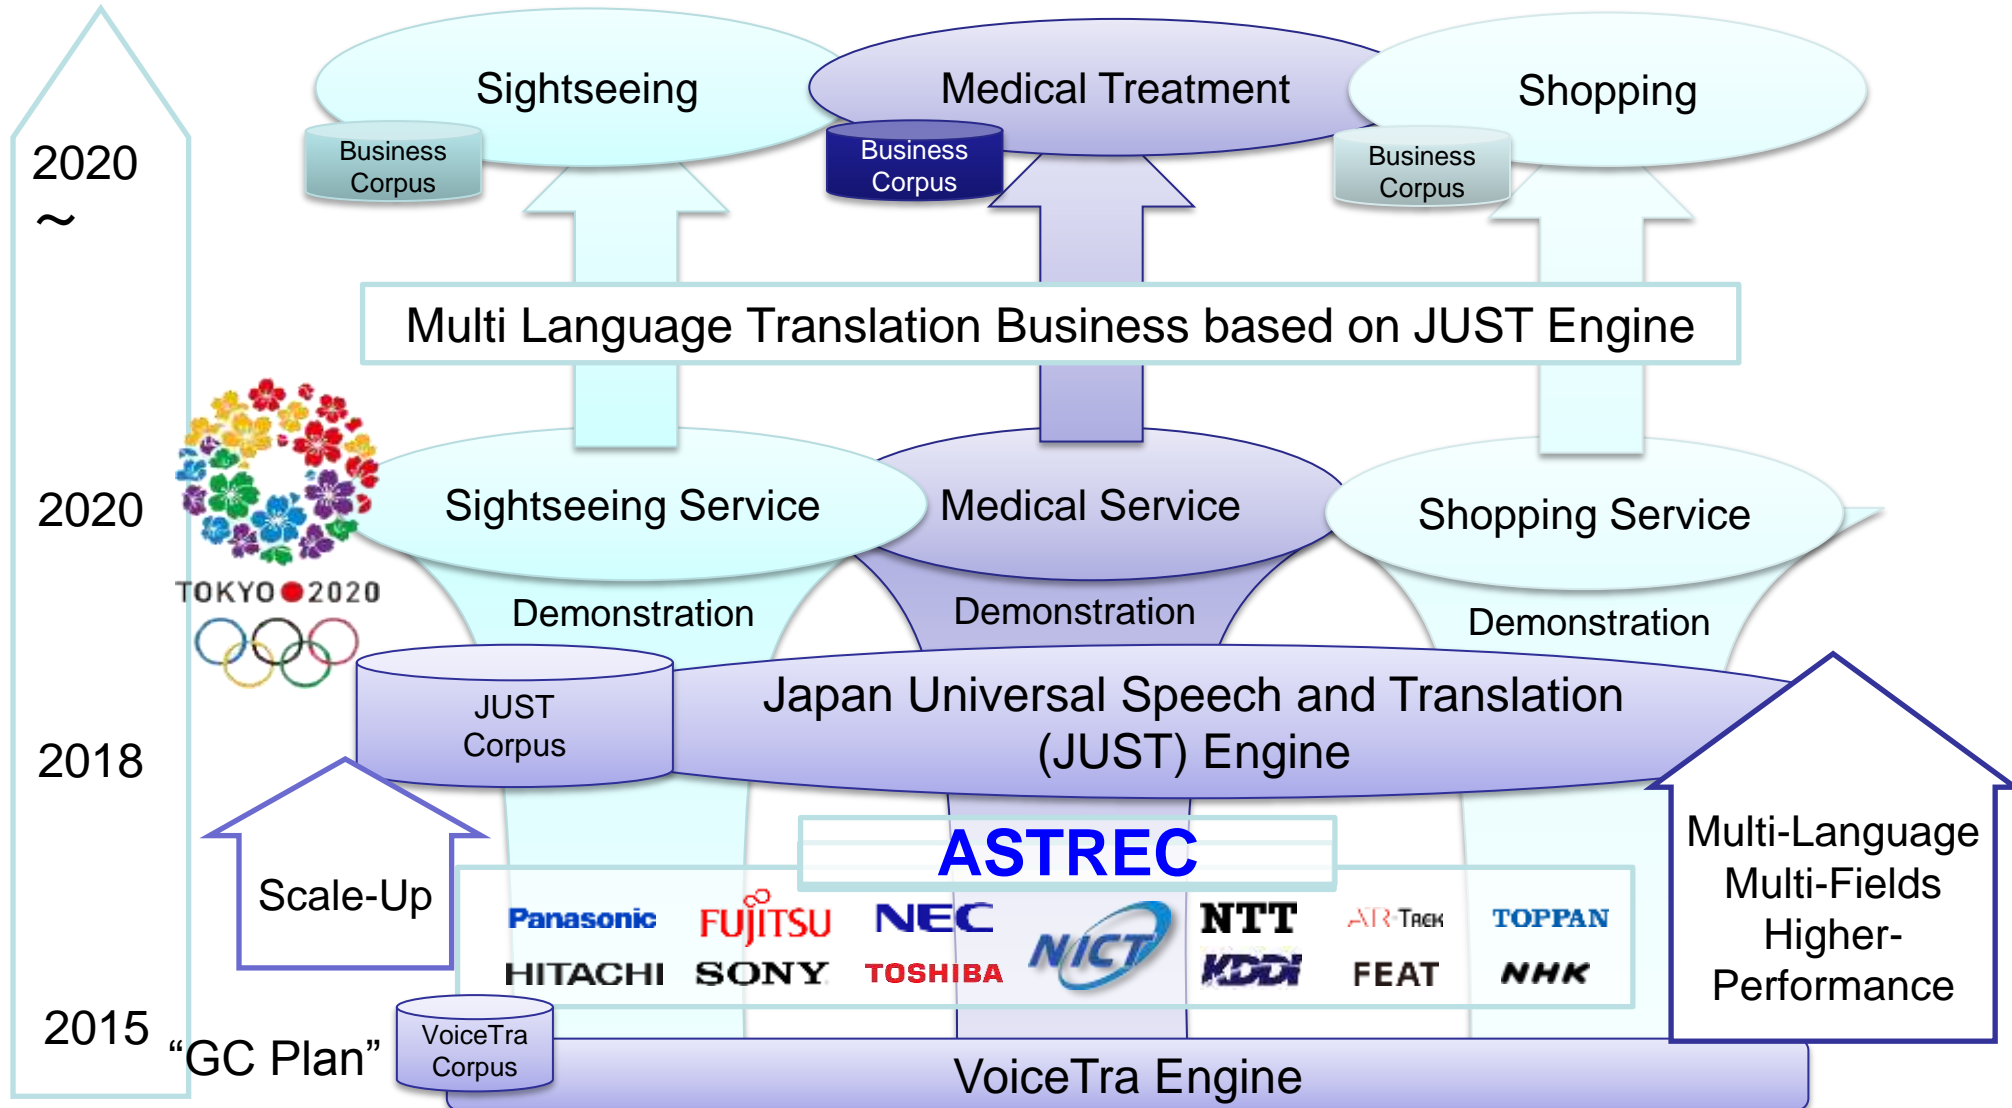 Sightseeing
Medical Treatment
Shopping
2020
～
Business
Corpus
Business
Corpus
Business
Corpus
Multi Language Translation Business based on JUST Engine
2020
TOKYO 2020
Sightseeing Service
Medical Service
Shopping Service
Demonstration
Demonstration
Demonstration
2018
JUST
Corpus
Japan Universal Speech and Translation
(JUST) Engine
Scale-Up
ASTREC
Panasonic
FUJITSU
NEC
NICT
NTT
ATR-TREK
TOPPAN
HITACHI
SONY
TOSHIBA
KDDI
FEAT
NHK
Multi-Language
Multi-Fields
Higher-
Performance
2015
“GC Plan”
VoiceTra
Corpus
VoiceTra Engine